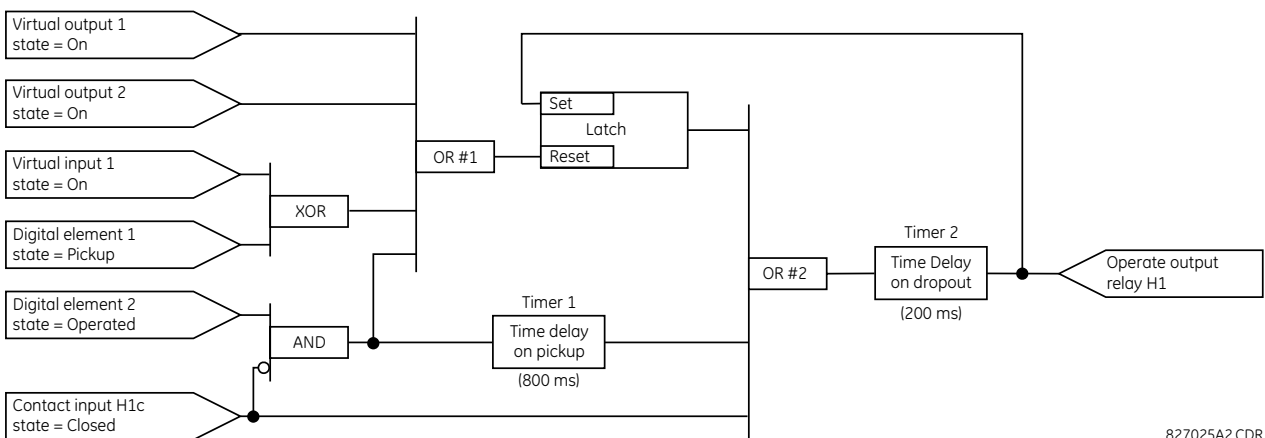 Virtual output 1
state = On
Virtual output 2
state = On
Virtual input 1
state = On
Digital element 1
state = Pickup
Digital element 2
state = Operated
Contact input H1c
state = Closed
XOR
AND
OR #1
Set
Latch
Reset
Timer 1
Time delay
on pickup
(800 ms)
OR #2
Timer 2
Time Delay
on dropout
(200 ms)
Operate output
relay H1
827025A2.CDR